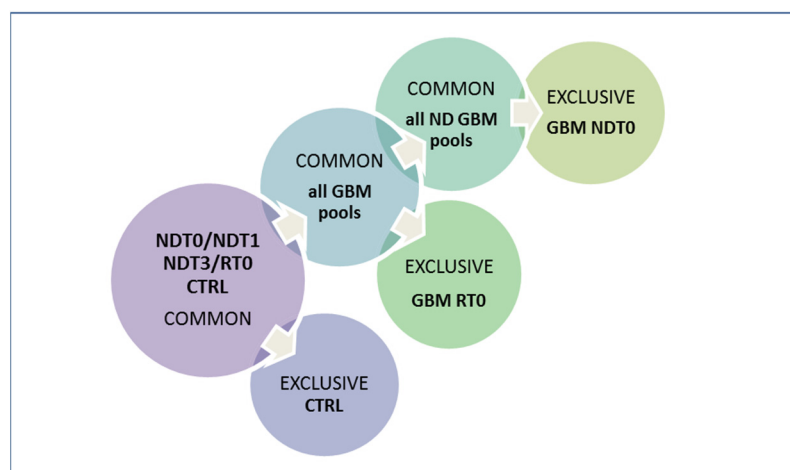 NDT0/NDT1
NDT3/RT0
CTRL
COMMON
COMMON
all GBM
pools
COMMON
all ND GBM
pools
EXCLUSIVE
GBM NDT0
EXCLUSIVE
GBM RT0
EXCLUSIVE
CTRL